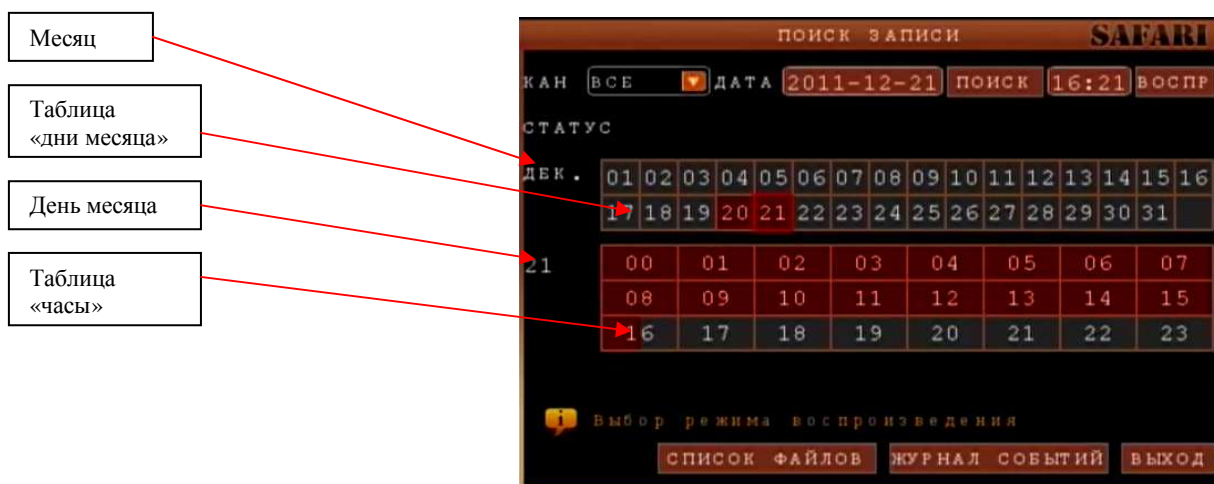 Месяц
Таблица
«дни месяца»
День месяца
Таблица
«часы»
ПОИСК ЗАПИСИ SAFARI
КАН ВСЕ ДАТА 2011-12-21 ПОИСК 16:21 ВОСПР
СТАТУС
ДЕК. 01 02 03 04 05 06 07 08 09 10 11 12 13 14 15 16
17 18 19 20 21 22 23 24 25 26 27 28 29 30 31
21 00 01 02 03 04 05 06 07
08 09 10 11 12 13 14 15
16 17 18 19 20 21 22 23
Выбор режима воспроизведения
СПИСОК ФАЙЛОВ ЖУРНАЛ СОБЫТИЙ ВЫХОД